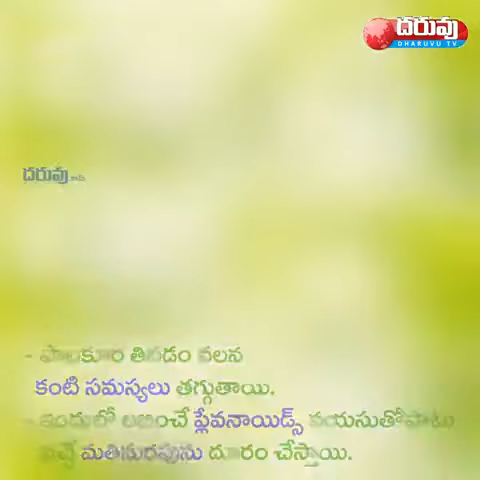 దరువు
DHARUVU TV
దరువు
- పాలకూర తినడం వలన
కంటి సమస్యలు తగ్గుతాయి.
- ఇందులో లభించే ప్లేవనాయిడ్స్ వయసుతోపాటు
వచ్చే మతిమరుపును దూరం చేస్తాయి.